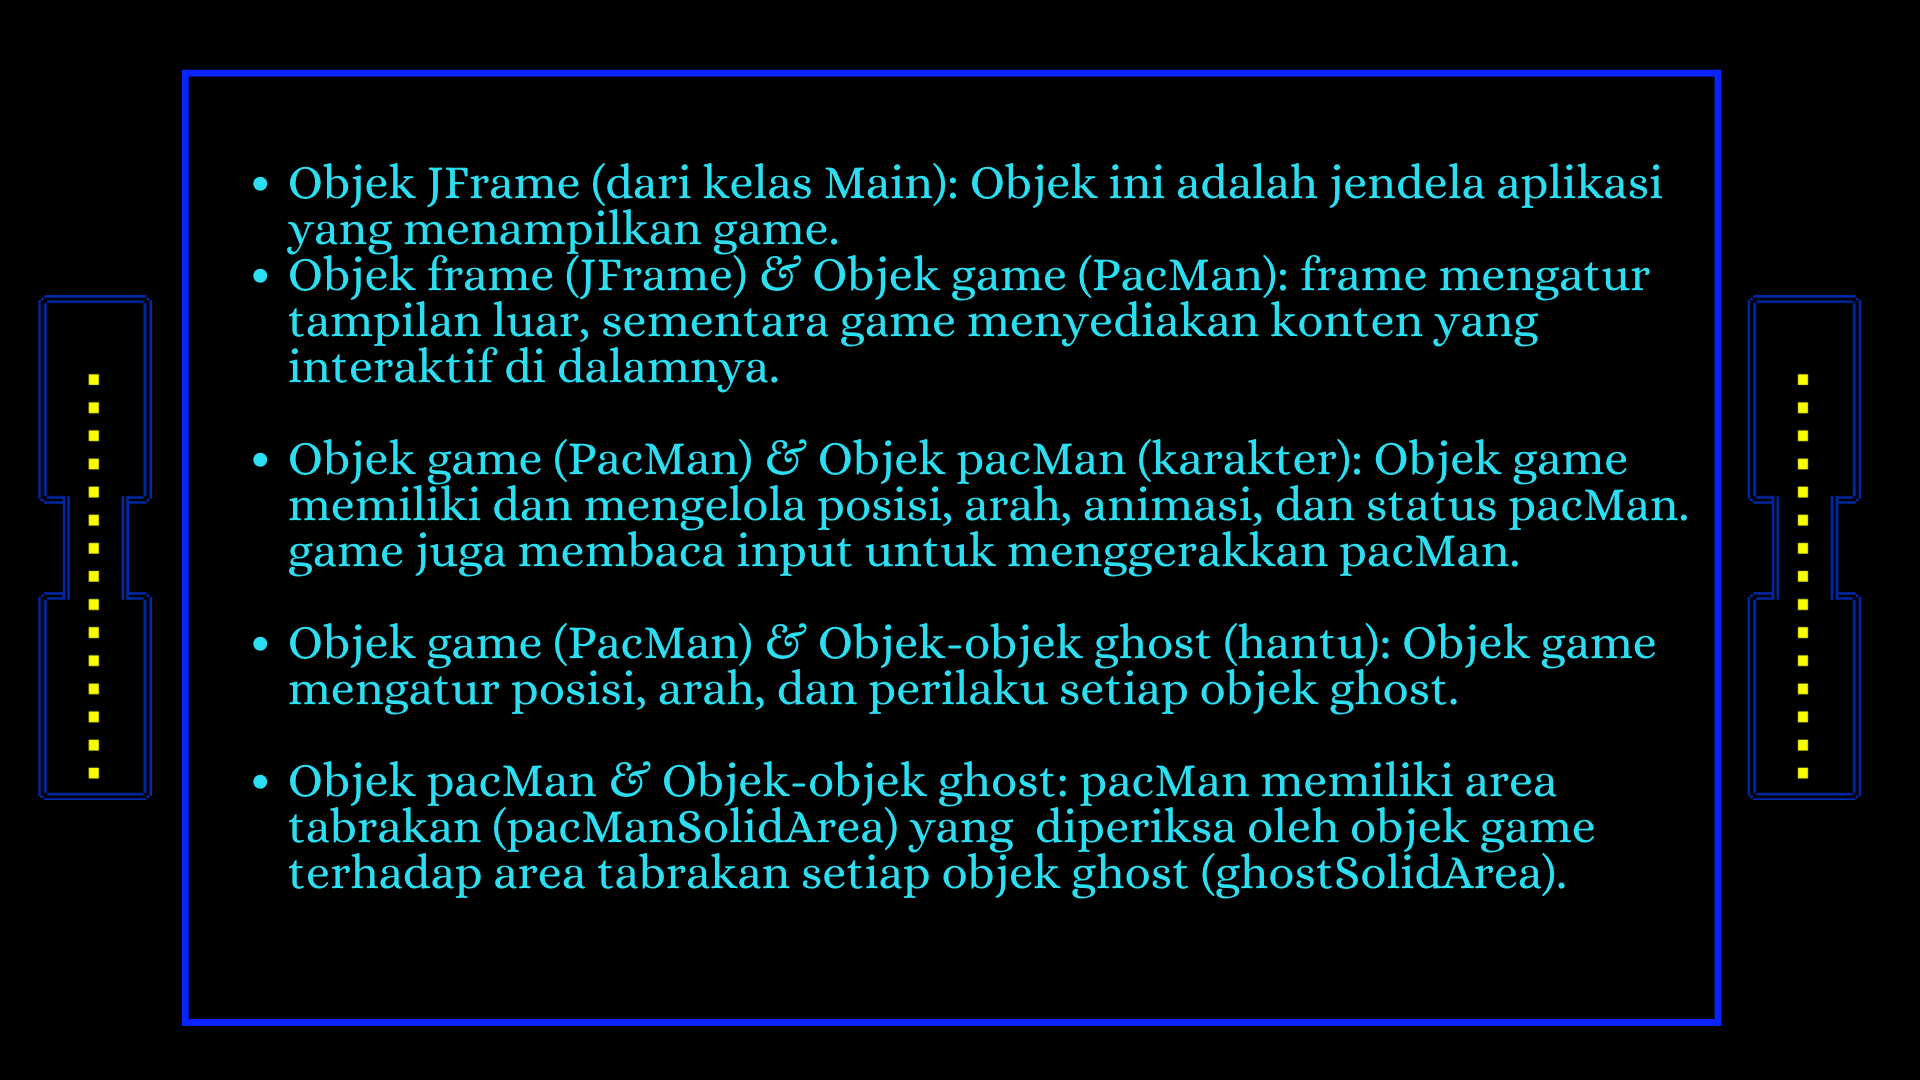 • Objek JFrame (dari kelas Main): Objek ini adalah jendela aplikasi
yang menampilkan game.
• Objek frame (JFrame) & Objek game (PacMan): frame mengatur
tampilan luar, sementara game menyediakan konten yang
interaktif di dalamnya.
• Objek game (PacMan) & Objek pacMan (karakter): Objek game
memiliki dan mengelola posisi, arah, animasi, dan status pacMan.
game juga membaca input untuk menggerakkan pacMan.
• Objek game (PacMan) & Objek-objek ghost (hantu): Objek game
mengatur posisi, arah, dan perilaku setiap objek ghost.
• Objek pacMan & Objek-objek ghost: pacMan memiliki area
tabrakan (pacManSolidArea) yang  diperiksa oleh objek game
terhadap area tabrakan setiap objek ghost (ghostSolidArea).